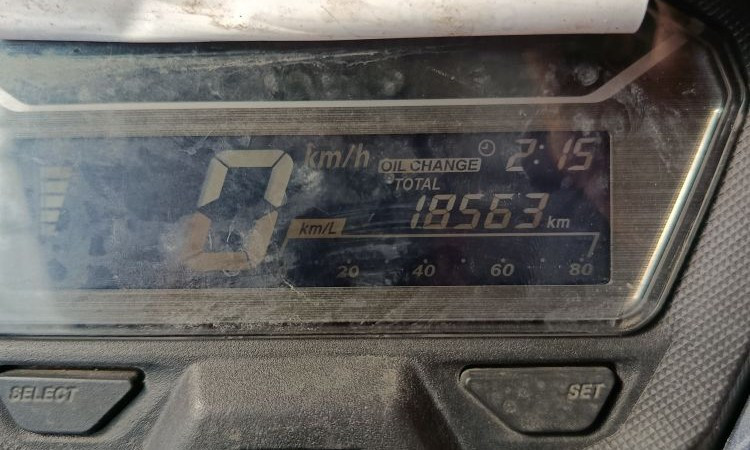 0 km/h
OIL CHANGE 2:15
TOTAL
18563 km
km/L
20 40 60 80
SELECT SET